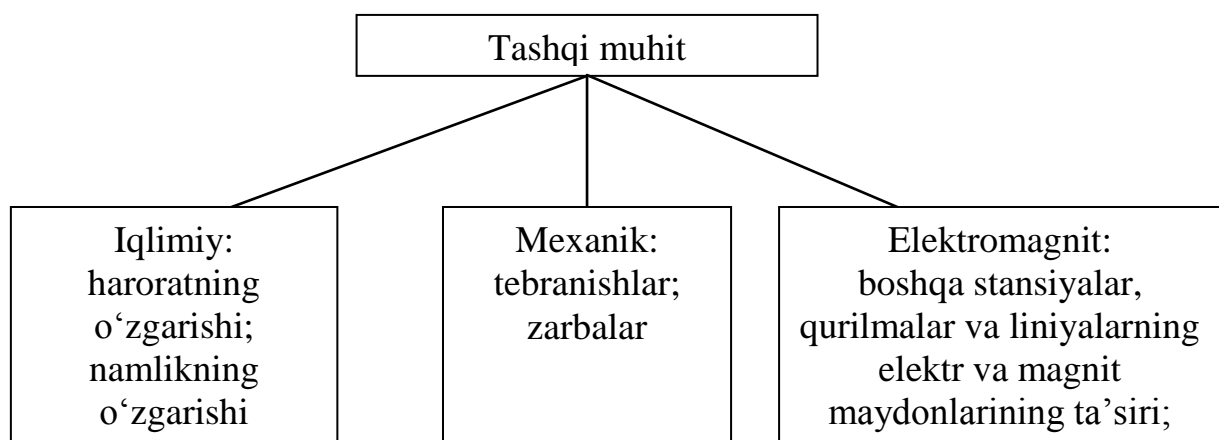 Tashqi muhit
Iqlimiy:
haroratning
o‘zgarishi;
namlikning
o‘zgarishi
Mexanik:
tebranishlar;
zarbalar
Elektromagnit:
boshqa stansiyalar,
qurilmalar va liniyalarning
elektr va magnit
maydonlarining ta’siri;